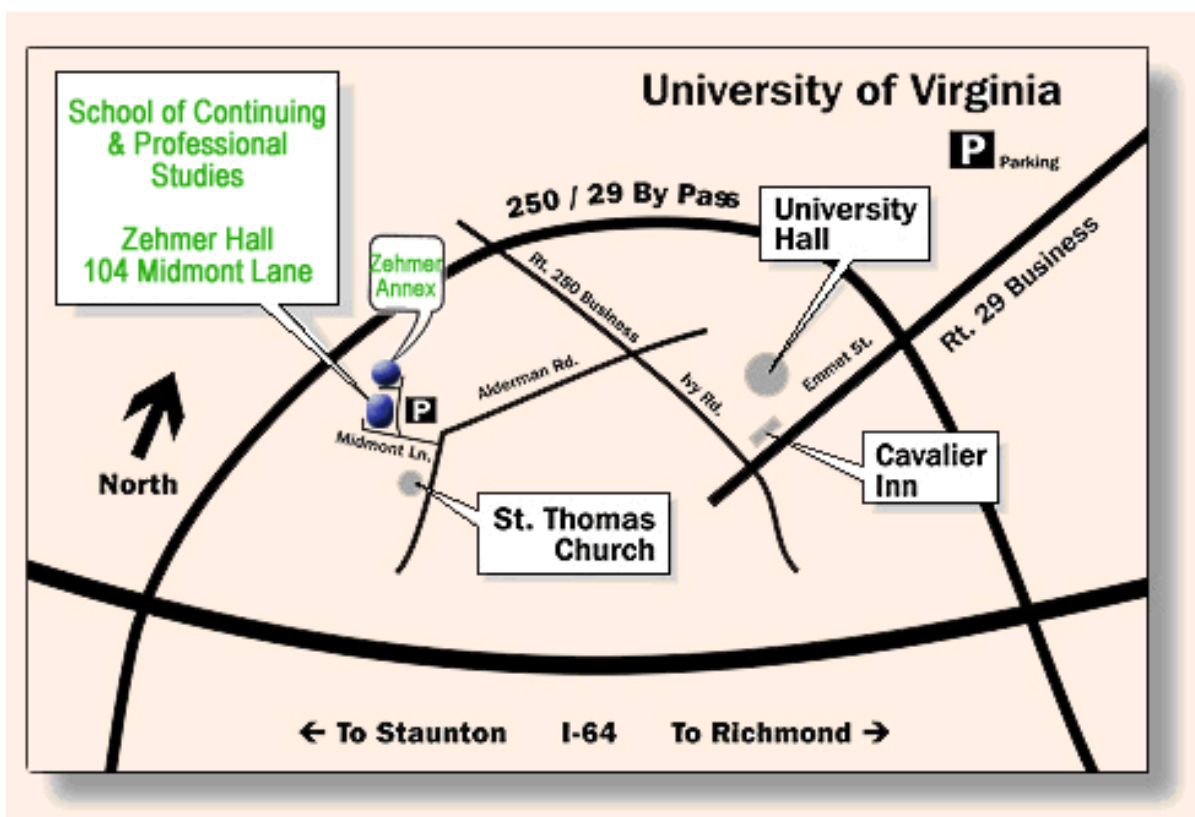 University of Virginia
P Parking
School of Continuing
& Professional
Studies
Zehmer Hall
104 Midmont Lane
Zehmer
Annex
250 / 29 By Pass
University
Hall
Rt. 250 Business
Rt. 29 Business
Emmet St.
Alderman Rd.
Ivy Rd.
P
Midmont Ln.
North
Cavalier
Inn
St. Thomas
Church
← To Staunton I-64 To Richmond →